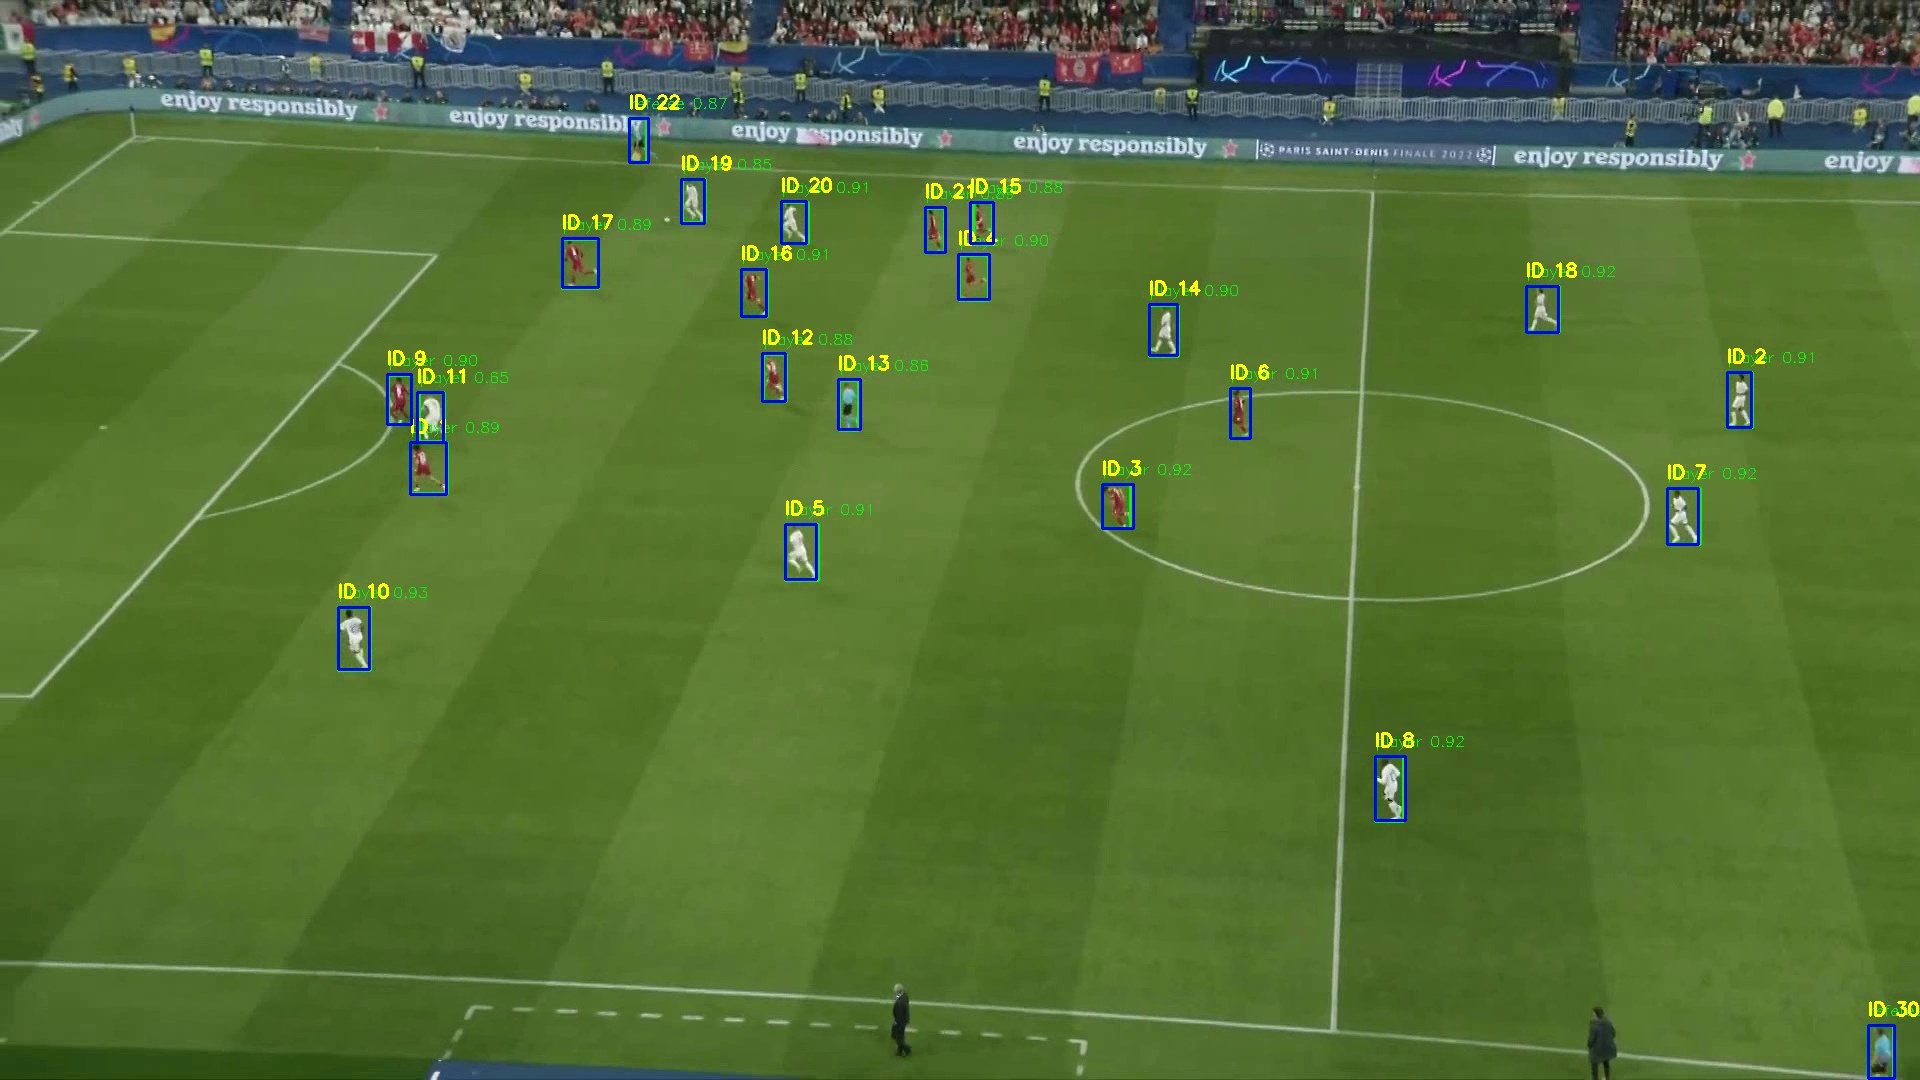 enjoy responsibly
enjoy responsibly
enjoy responsibly
enjoy responsibly
PARIS SAINT-DENIS FINALE 2022
enjoy responsibly
enjoy
ID 22 0.87
ID 19 0.85
ID 20 0.91
ID 21
ID 15 0.88
ID 17 0.89
0.90
ID 16 0.91
ID 18 0.92
ID 14 0.90
ID 12 0.88
ID 9 0.90
ID 13 0.86
ID 2 0.91
ID 11 0.65
ID 6 0.91
0.89
ID 3 0.92
ID 7 0.92
ID 5 0.91
ID 10 0.93
ID 8 0.92
ID 30